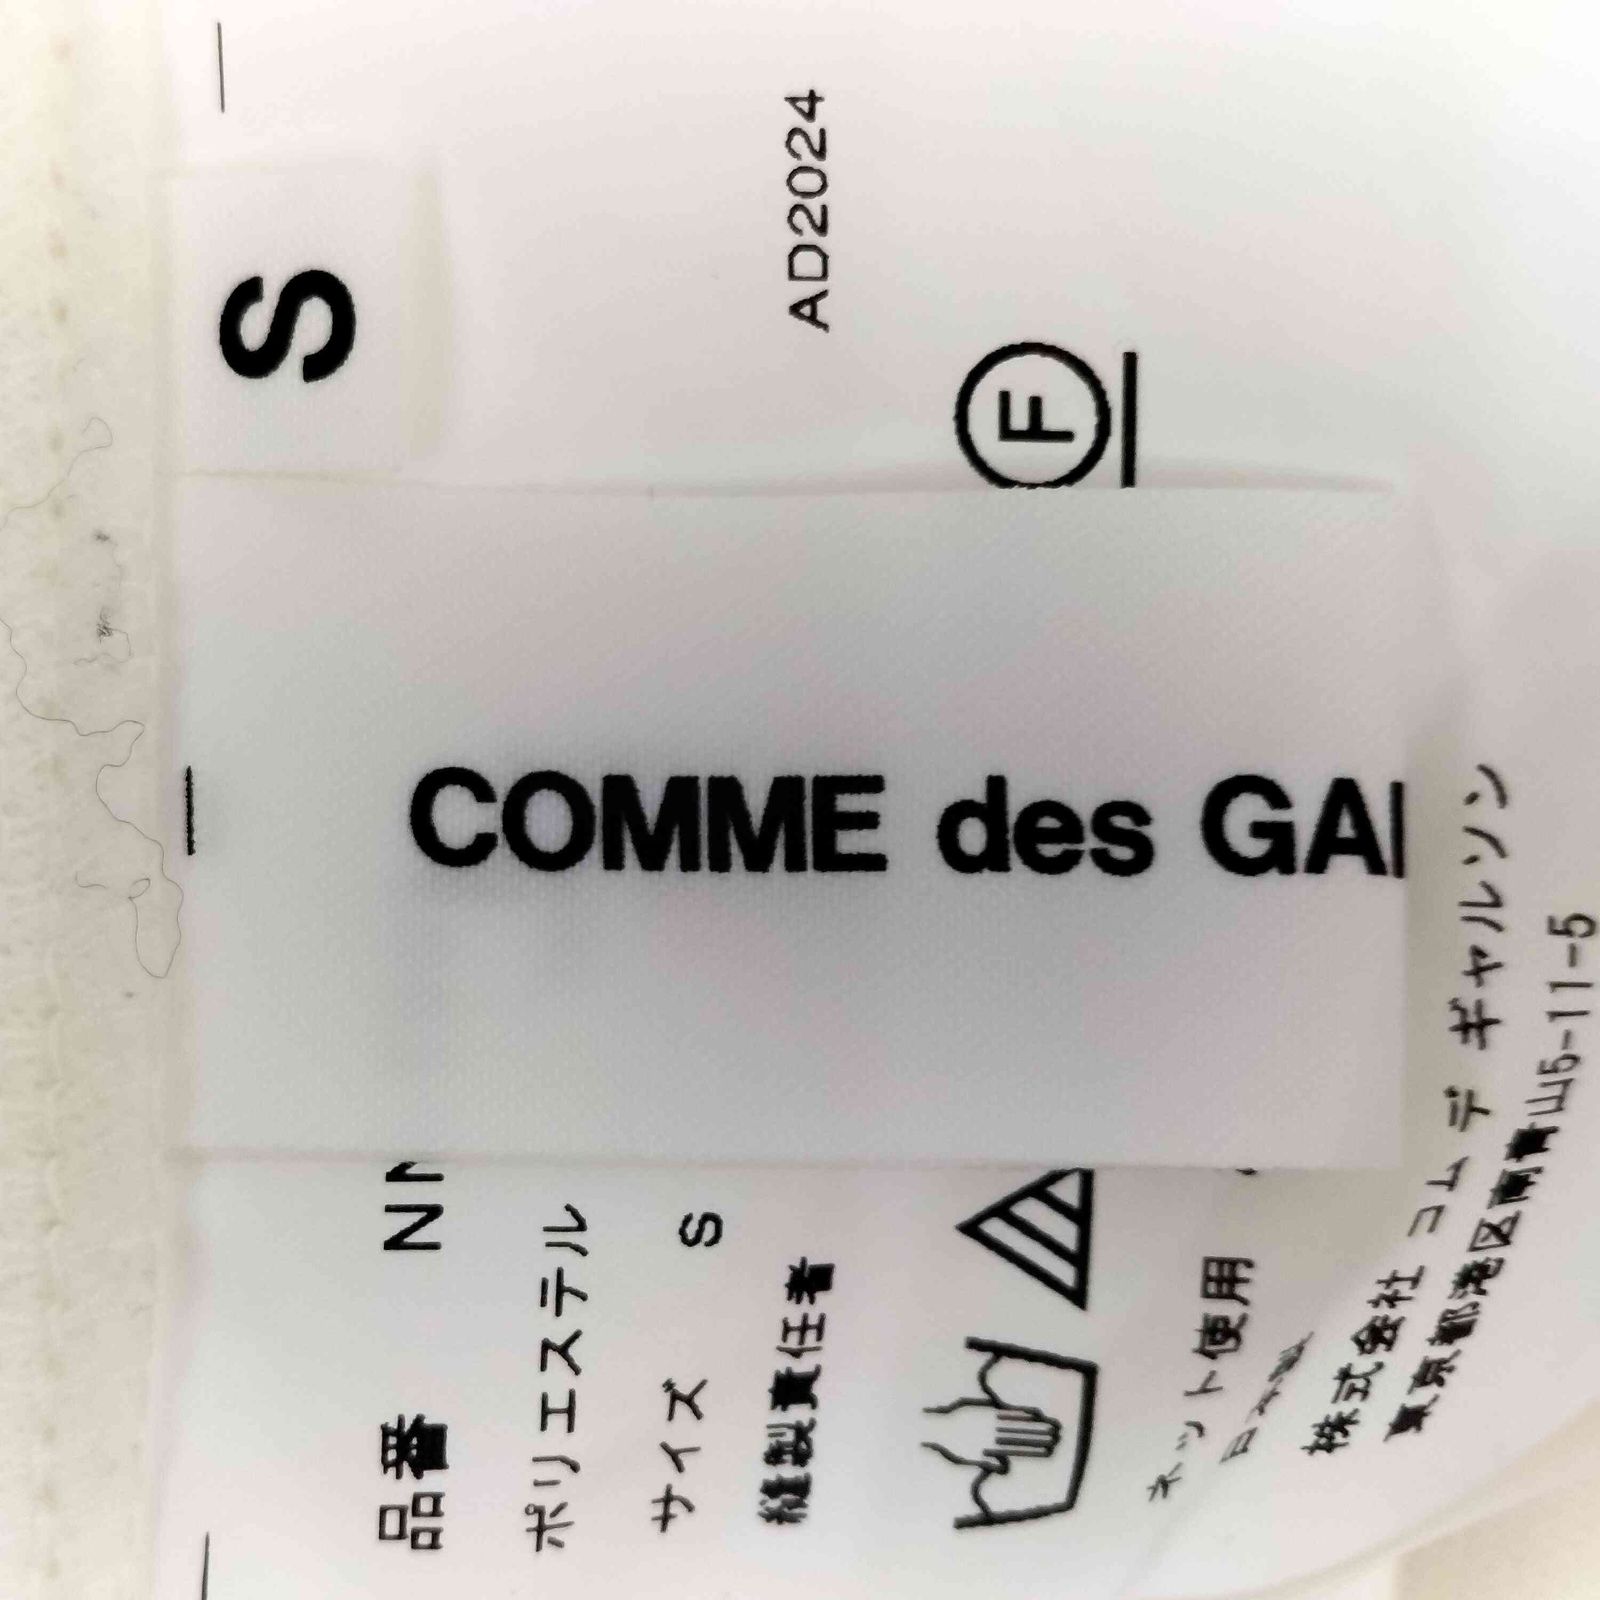 S
AD2024
F
COMME des GA
品番 N
ポリエステル
サイズ S
縫製責任者
ネット使用
日本製
株式会社 コム デ ギャルソン
東京都港区南青山5-11-5